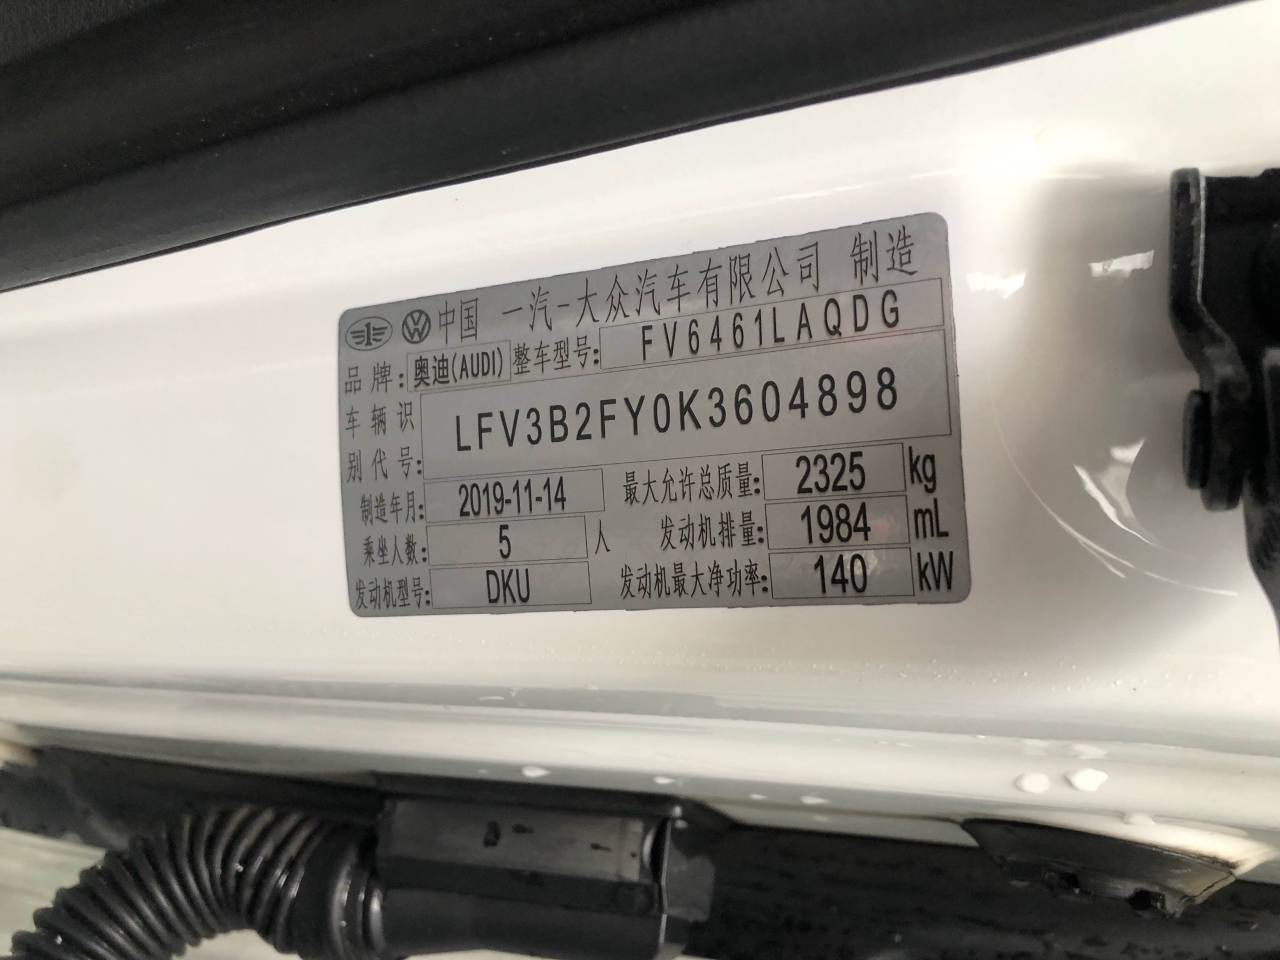 中国 一汽-大众汽车有限公司 制造
品牌: 奥迪(AUDI) 整车型号: FV6461LAQDG
车辆识别代号: LFV3B2FY0K3604898
制造年月: 2019-11-14 最大允许总质量: 2325 kg
乘坐人数: 5 人 发动机排量: 1984 mL
发动机型号: DKU 发动机最大净功率: 140 kW